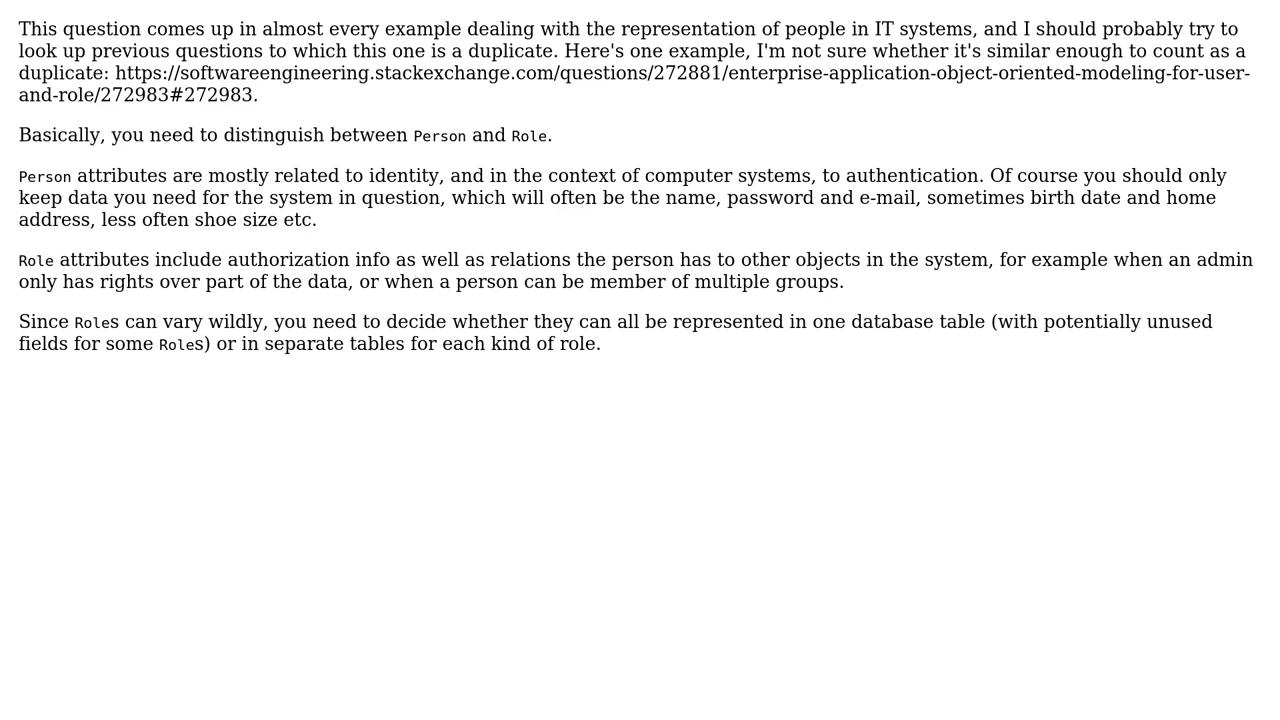 This question comes up in almost every example dealing with the representation of people in IT systems, and I should probably try to
look up previous questions to which this one is a duplicate. Here's one example, I'm not sure whether it's similar enough to count as a
duplicate: https://softwareengineering.stackexchange.com/questions/272881/enterprise-application-object-oriented-modeling-for-user-
and-role/272983#272983.
Basically, you need to distinguish between Person and Role.
Person attributes are mostly related to identity, and in the context of computer systems, to authentication. Of course you should only
keep data you need for the system in question, which will often be the name, password and e-mail, sometimes birth date and home
address, less often shoe size etc.
Role attributes include authorization info as well as relations the person has to other objects in the system, for example when an admin
only has rights over part of the data, or when a person can be member of multiple groups.
Since Roles can vary wildly, you need to decide whether they can all be represented in one database table (with potentially unused
fields for some Roles) or in separate tables for each kind of role.